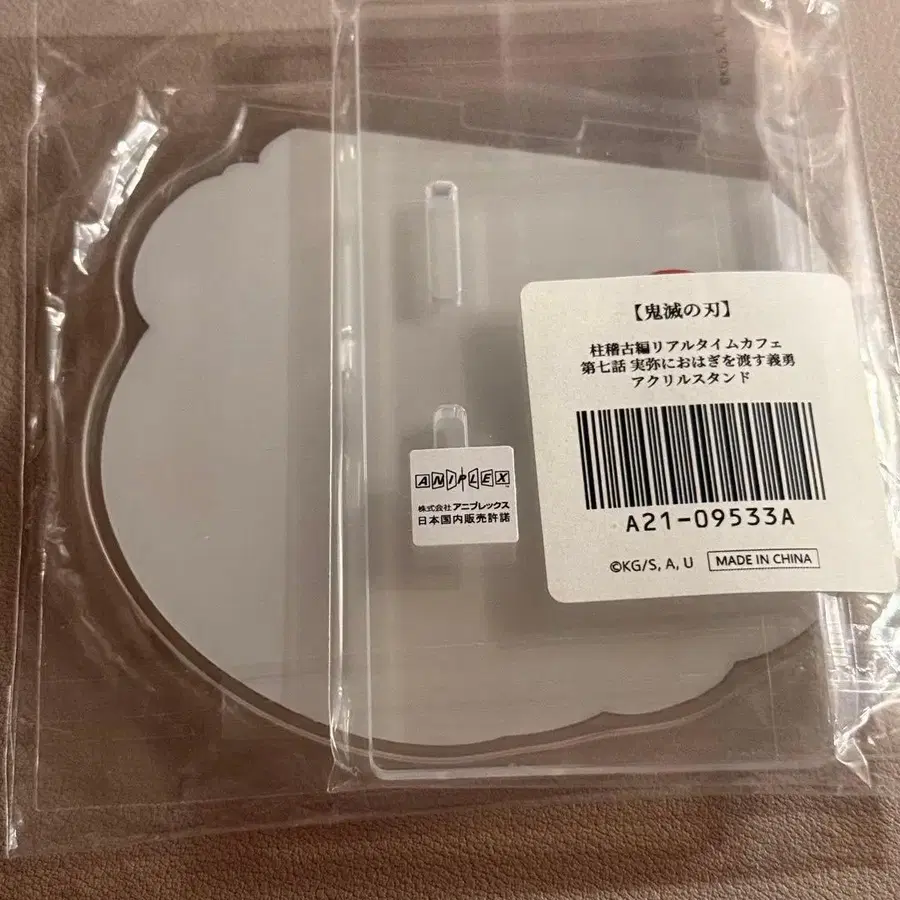 ©KG/S, A, U
【鬼滅の刃】
柱稽古編リアルタイムカフェ
第七話 実弥におはぎを渡す義勇
アクリルスタンド
A21-09533A
©KG/S, A, U MADE IN CHINA
ANIPLEX
株式会社 アニプレックス
日本国内販売許諾